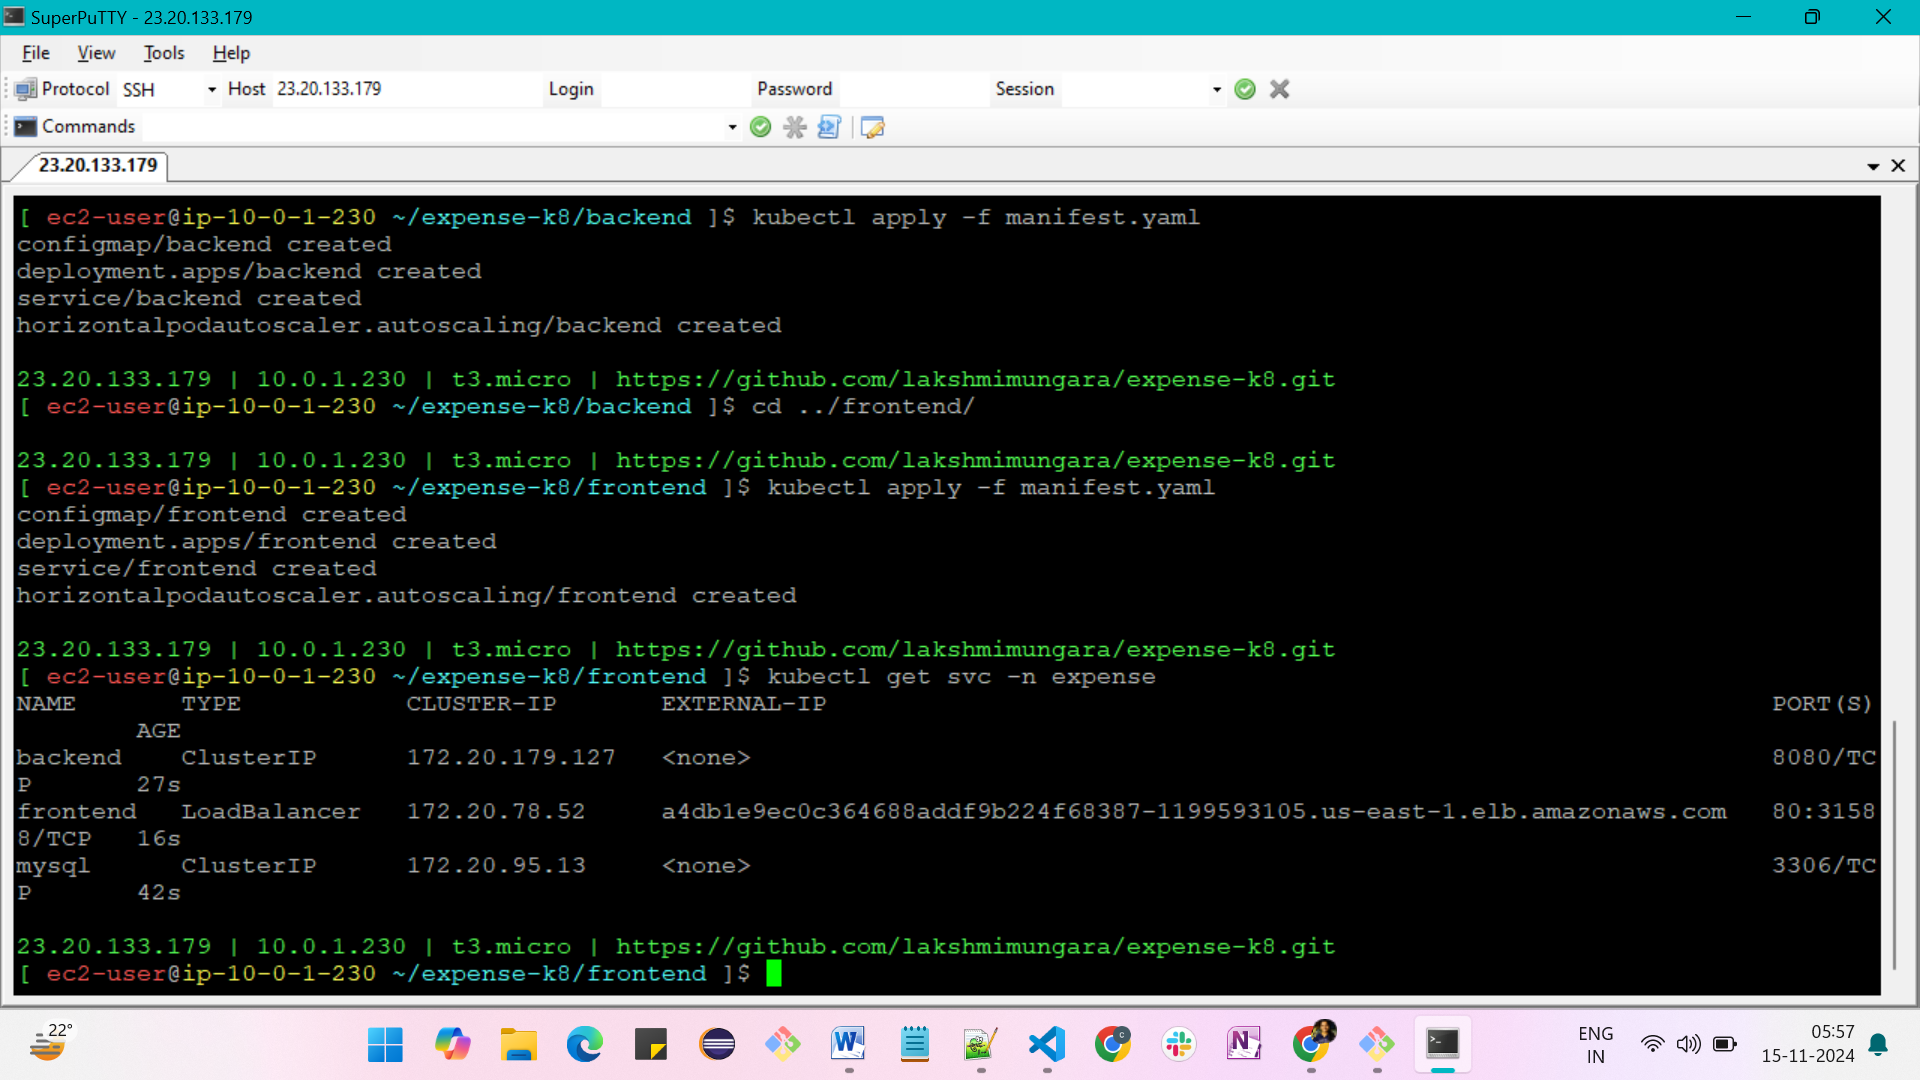 SuperPuTTY - 23.20.133.179
File View Tools Help
Protocol SSH Host 23.20.133.179 Login Password Session
Commands
23.20.133.179
[ ec2-user@ip-10-0-1-230 ~/expense-k8/backend ]$ kubectl apply -f manifest.yaml
configmap/backend created
deployment.apps/backend created
service/backend created
horizontalpodautoscaler.autoscaling/backend created
23.20.133.179 | 10.0.1.230 | t3.micro | https://github.com/lakshmimungara/expense-k8.git
[ ec2-user@ip-10-0-1-230 ~/expense-k8/backend ]$ cd ../frontend/
23.20.133.179 | 10.0.1.230 | t3.micro | https://github.com/lakshmimungara/expense-k8.git
[ ec2-user@ip-10-0-1-230 ~/expense-k8/frontend ]$ kubectl apply -f manifest.yaml
configmap/frontend created
deployment.apps/frontend created
service/frontend created
horizontalpodautoscaler.autoscaling/frontend created
23.20.133.179 | 10.0.1.230 | t3.micro | https://github.com/lakshmimungara/expense-k8.git
[ ec2-user@ip-10-0-1-230 ~/expense-k8/frontend ]$ kubectl get svc -n expense
NAME TYPE CLUSTER-IP EXTERNAL-IP PORT(S)
AGE
backend ClusterIP 172.20.179.127 <none> 8080/TC
P 27s
frontend LoadBalancer 172.20.78.52 a4db1e9ec0c364688addf9b224f68387-1199593105.us-east-1.elb.amazonaws.com 80:3158
8/TCP 16s
mysql ClusterIP 172.20.95.13 <none> 3306/TC
P 42s
23.20.133.179 | 10.0.1.230 | t3.micro | https://github.com/lakshmimungara/expense-k8.git
[ ec2-user@ip-10-0-1-230 ~/expense-k8/frontend ]$
22°
ENG
IN
05:57
15-11-2024